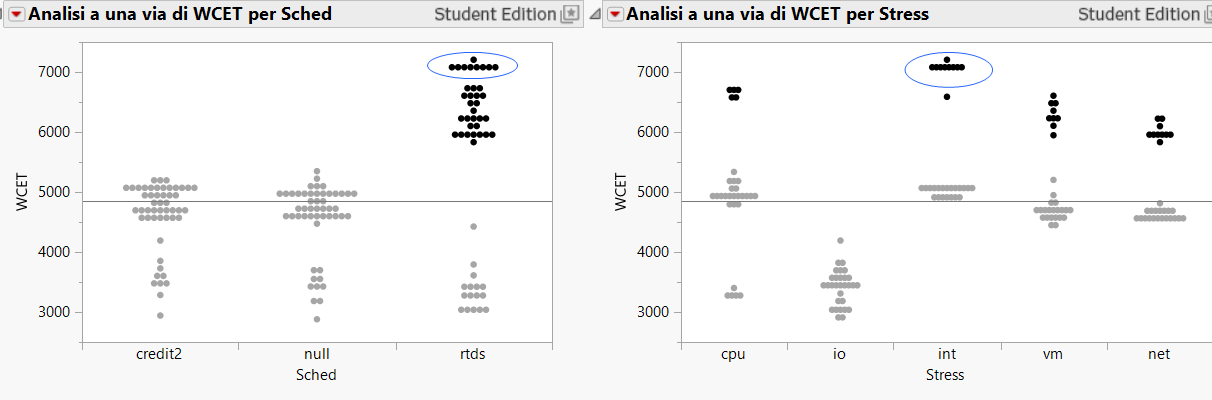 Analisi a una via di WCET per Sched
Student Edition
7000
6000
5000
4000
3000
WCET
credit2
null
rtds
Sched
Analisi a una via di WCET per Stress
Student Edition
7000
6000
5000
4000
3000
WCET
cpu
io
int
vm
net
Stress